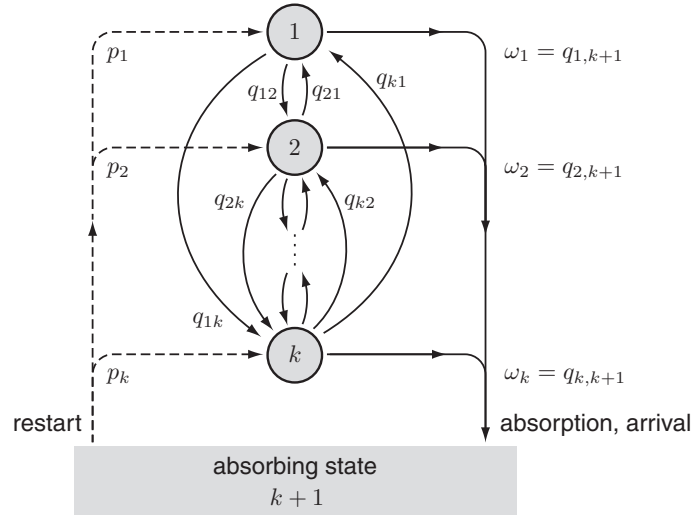 1
p₁
ω₁ = q₁,ₖ₊₁
q₁₂
q₂₁
qₖ₁
2
p₂
ω₂ = q₂,ₖ₊₁
q₂ₖ
qₖ₂
q₁ₖ
k
pₖ
ωₖ = qₖ,ₖ₊₁
restart
absorption, arrival
absorbing state
k + 1